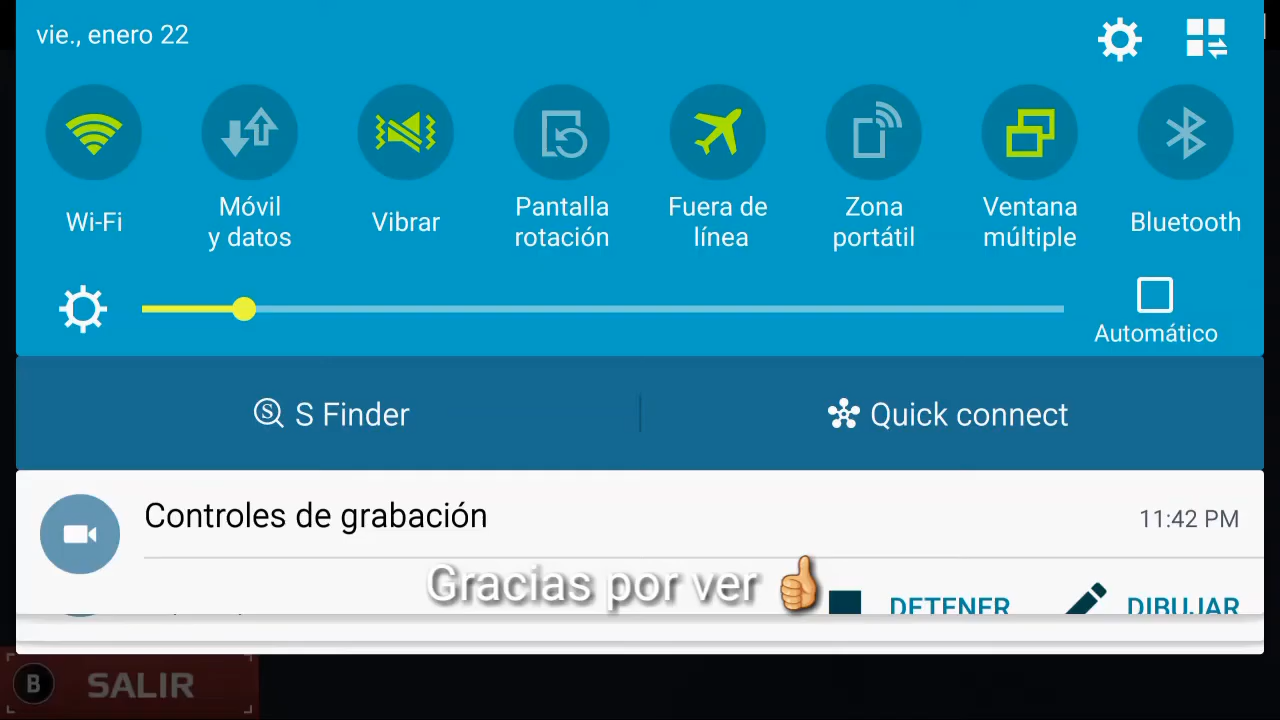 vie., enero 22
Wi-Fi
Móvil
y datos
Vibrar
Pantalla
rotación
Fuera de
línea
Zona
portátil
Ventana
múltiple
Bluetooth
Automático
S Finder
Quick connect
Controles de grabación
11:42 PM
Gracias por ver 👍
DETENER
DIBUJAR
B SALIR